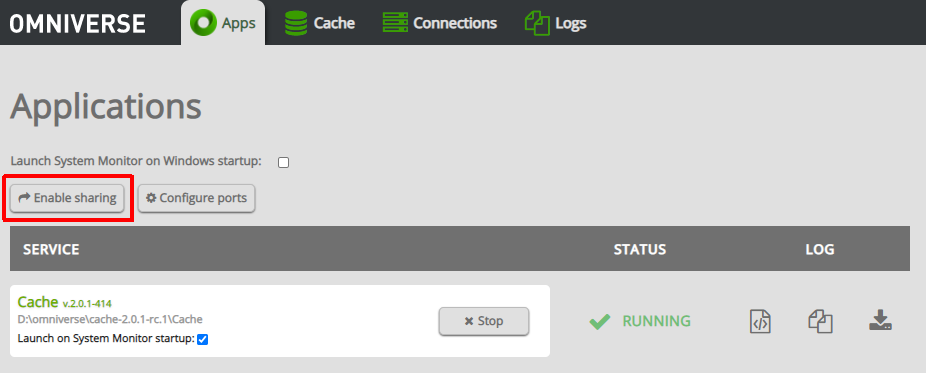 OMNIVERSE Apps Cache Connections Logs
Applications
Launch System Monitor on Windows startup:
Enable sharing Configure ports
SERVICE STATUS LOG
Cache v.2.0.1-414
D:\omniverse\cache-2.0.1-rc.1\Cache
Launch on System Monitor startup:
Stop
RUNNING